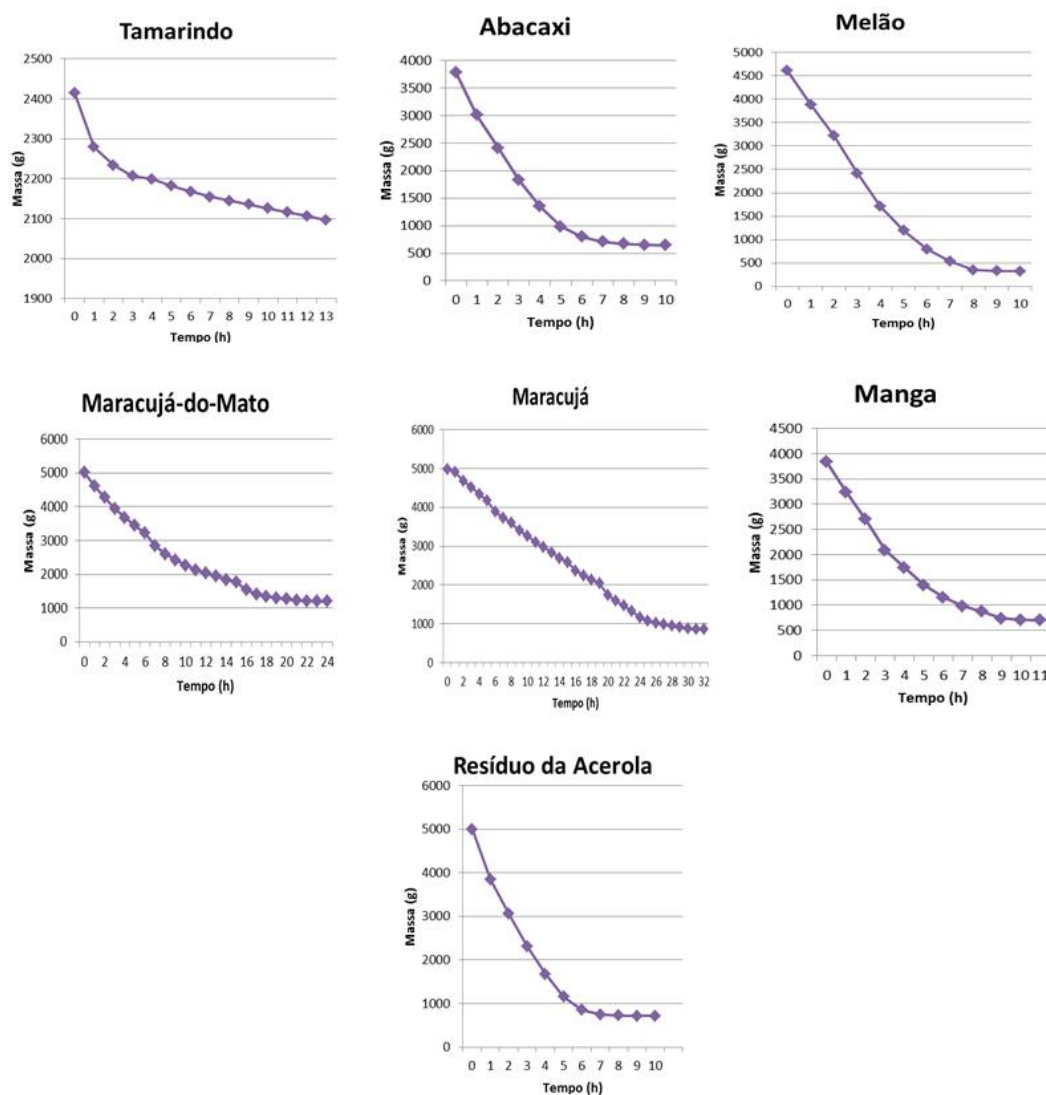 Tamarindo
2500
2400
2300
2200
2100
2000
1900
Massa (g)
0 1 2 3 4 5 6 7 8 9 10 11 12 13
Tempo (h)
Abacaxi
4000
3500
3000
2500
2000
1500
1000
500
0
Massa (g)
0 1 2 3 4 5 6 7 8 9 10
Tempo (h)
Melão
5000
4500
4000
3500
3000
2500
2000
1500
1000
500
0
Massa (g)
0 1 2 3 4 5 6 7 8 9 10
Tempo (h)
Maracujá-do-Mato
6000
5000
4000
3000
2000
1000
0
Massa (g)
0 2 4 6 8 10 12 14 16 18 20 22 24
Tempo (h)
Maracujá
6000
5000
4000
3000
2000
1000
0
Massa (g)
0 2 4 6 8 10 12 14 16 18 20 22 24 26 28 30 32
Tempo (h)
Manga
4500
4000
3500
3000
2500
2000
1500
1000
500
0
Massa (g)
0 1 2 3 4 5 6 7 8 9 10 11
Tempo (h)
Resíduo da Acerola
6000
5000
4000
3000
2000
1000
0
Massa (g)
0 1 2 3 4 5 6 7 8 9 10
Tempo (h)